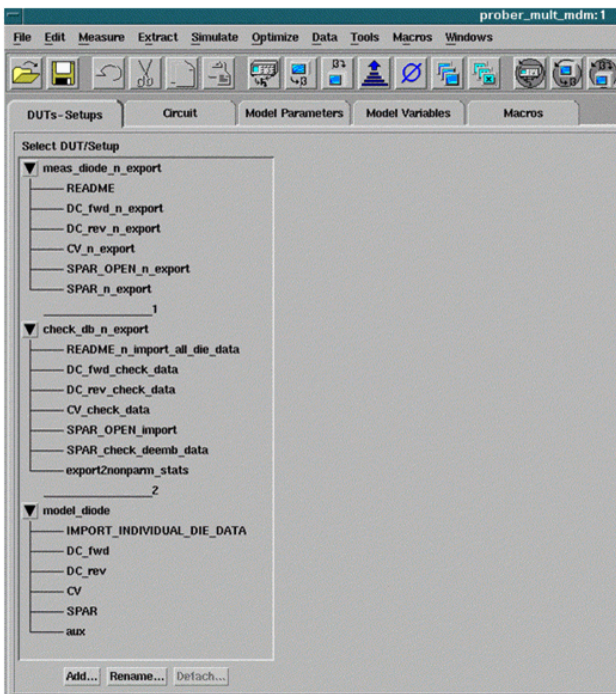 prober_mult_mdm:1
File Edit Measure Extract Simulate Optimize Data Tools Macros Windows
DUTs-Setups Circuit Model Parameters Model Variables Macros
Select DUT/Setup
meas_diode_n_export
README
DC_fwd_n_export
DC_rev_n_export
CV_n_export
SPAR_OPEN_n_export
SPAR_n_export
____________________1
check_db_n_export
README_n_import_all_die_data
DC_fwd_check_data
DC_rev_check_data
CV_check_data
SPAR_OPEN_import
SPAR_check_deemb_data
export2nonparm_stats
____________________2
model_diode
IMPORT_INDIVIDUAL_DIE_DATA
DC_fwd
DC_rev
CV
SPAR
aux
Add... Rename... Detach...